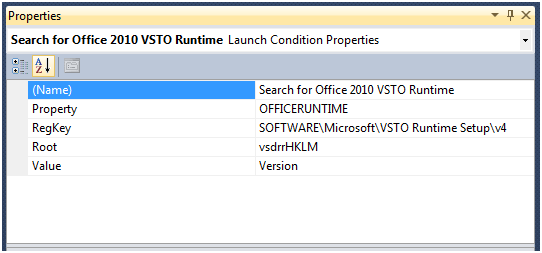 Properties
Search for Office 2010 VSTO Runtime Launch Condition Properties
(Name) Search for Office 2010 VSTO Runtime
Property OFFICERUNTIME
RegKey SOFTWARE\Microsoft\VSTO Runtime Setup\v4
Root vsdrrHKLM
Value Version